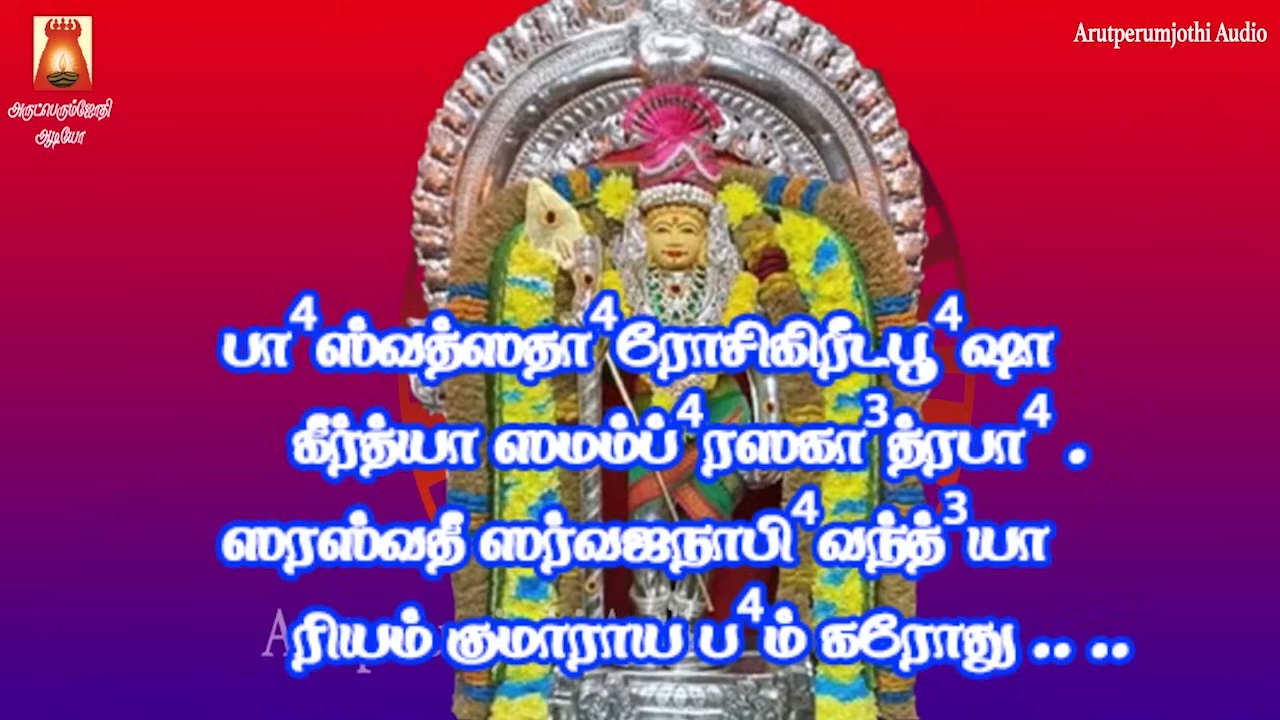 Arutperumjothi Audio
அருட்பெரும்ஜோதி
ஆடியோ
பா⁴ஸ்வத்ஸதா⁴ரோசிகிரீடபூ⁴ஷா
கீர்த்யா ஸமம்ப்⁴ரஸகா³த்ரபா⁴ .
ஸரஸ்வதீ ஸர்வஜநாபி⁴வந்த்³யா
ரியம் குமாராய ப⁴ம் கரோது .. ..